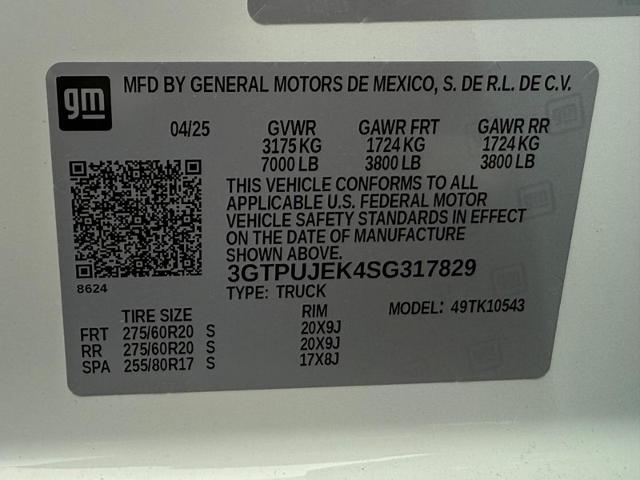 gm
MFD BY GENERAL MOTORS DE MEXICO, S. DE R.L. DE C.V.
04/25 GVWR GAWR FRT GAWR RR
3175 KG 1724 KG 1724 KG
7000 LB 3800 LB 3800 LB
THIS VEHICLE CONFORMS TO ALL
APPLICABLE U.S. FEDERAL MOTOR
VEHICLE SAFETY STANDARDS IN EFFECT
ON THE DATE OF MANUFACTURE
SHOWN ABOVE.
3GTPUJEK4SG317829
8624
TYPE: TRUCK
MODEL: 49TK10543
TIRE SIZE RIM
FRT 275/60R20 S 20X9J
RR 275/60R20 S 20X9J
SPA 255/80R17 S 17X8J